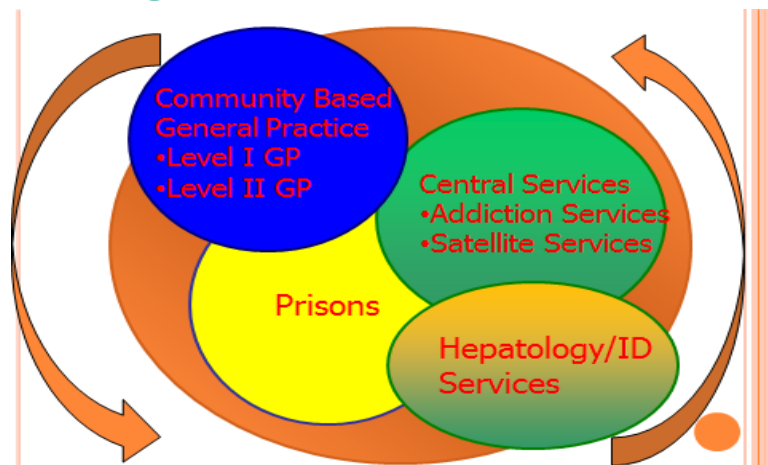 Community Based
General Practice
•Level I GP
•Level II GP
Central Services
•Addiction Services
•Satellite Services
Prisons
Hepatology/ID
Services